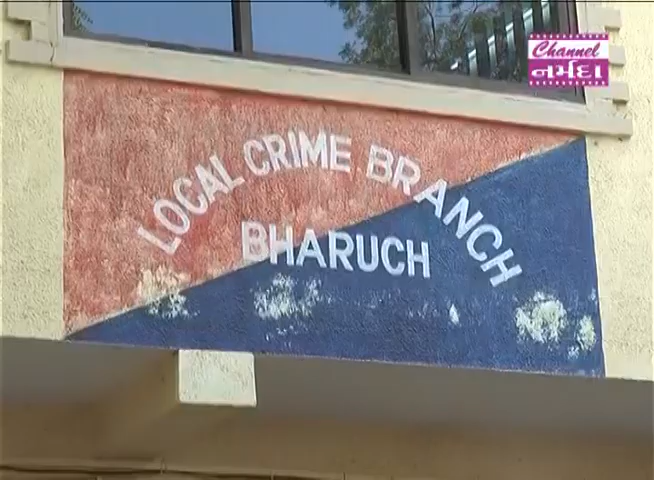 Channel
નર્મદા
LOCAL CRIME BRANCH
BHARUCH